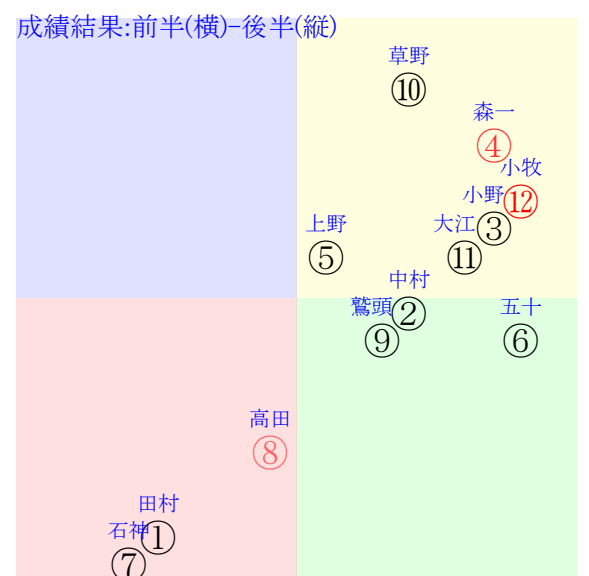 成績結果:前半(横)-後半(縦)
草野
⑩
森一
④
小牧
⑫
小野
③
上野
⑤
大江
⑪
中村
②
鷲頭
⑨
五十
⑥
高田
⑧
田村
①
石神
⑦